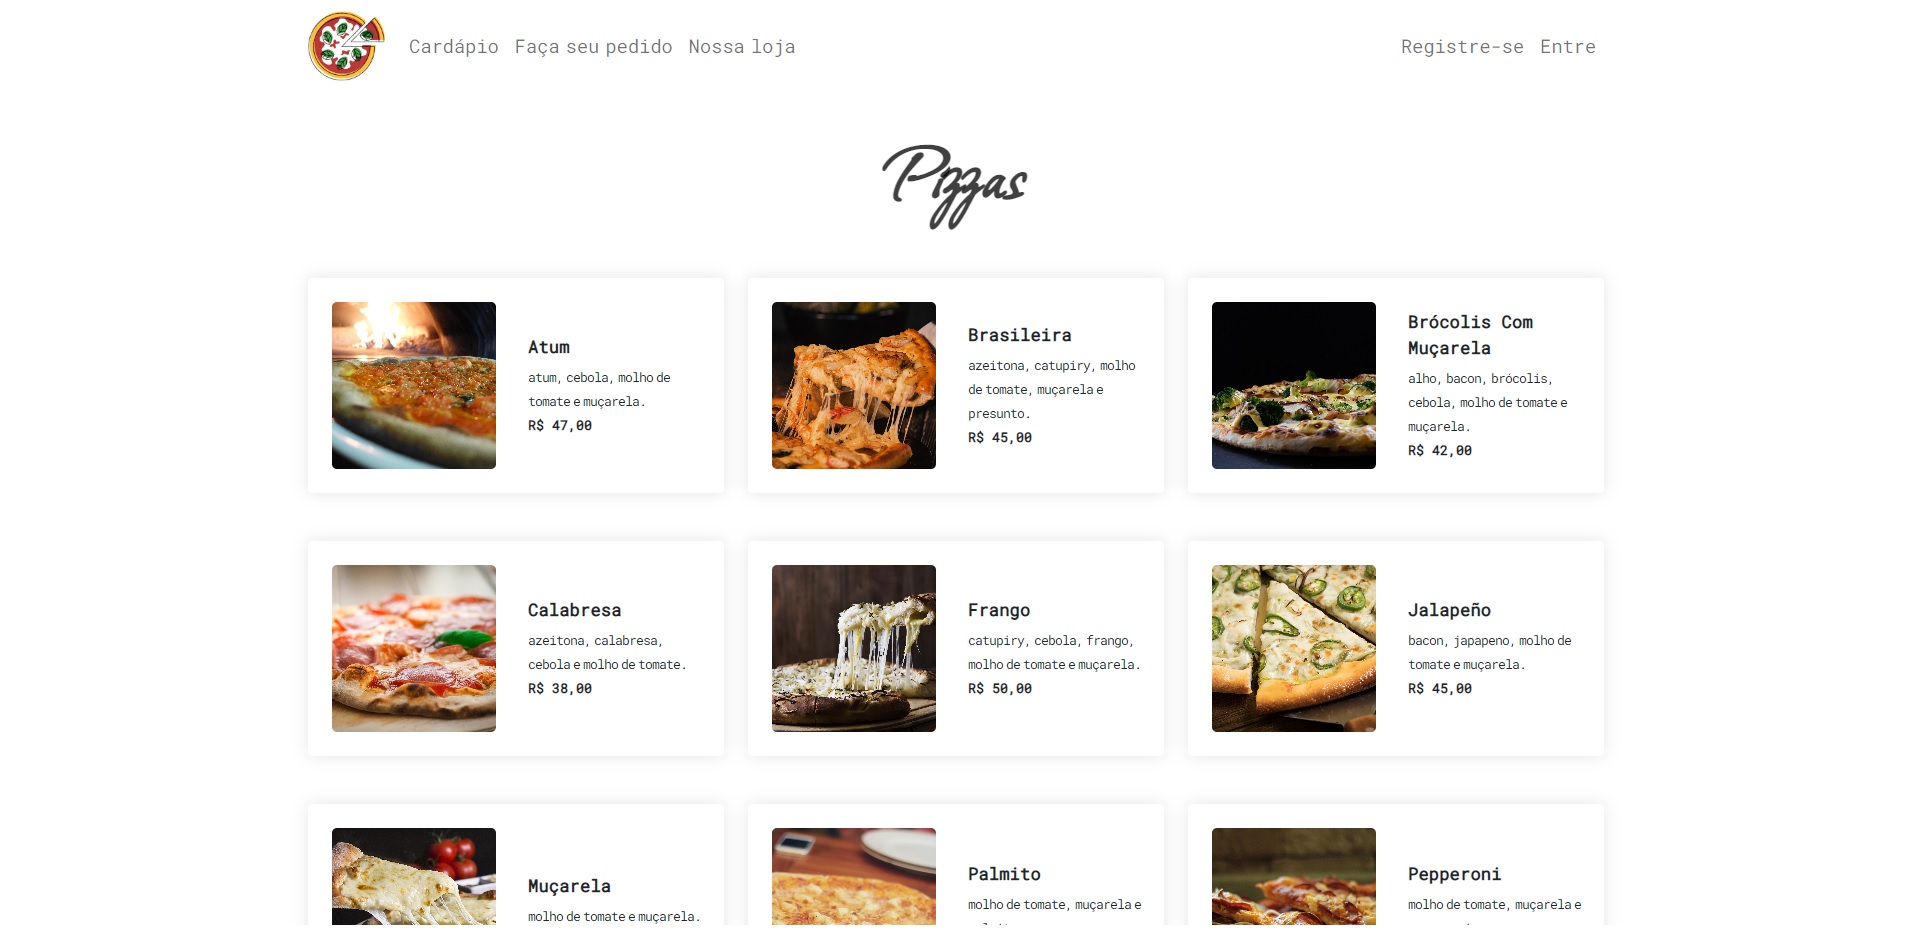 Cardápio Faça seu pedido Nossa loja Registre-se Entre
Pizzas
Atum
atum, cebola, molho de
tomate e muçarela.
R$ 47,00
Brasileira
azeitona, catupiry, molho
de tomate, muçarela e
presunto.
R$ 45,00
Brócolis Com
Muçarela
alho, bacon, brócolis,
cebola, molho de tomate e
muçarela.
R$ 42,00
Calabresa
azeitona, calabresa,
cebola e molho de tomate.
R$ 38,00
Frango
catupiry, cebola, frango,
molho de tomate e muçarela.
R$ 50,00
Jalapeño
bacon, japapeno, molho de
tomate e muçarela.
R$ 45,00
Muçarela
molho de tomate e muçarela.
Palmito
molho de tomate, muçarela e
Pepperoni
molho de tomate, muçarela e